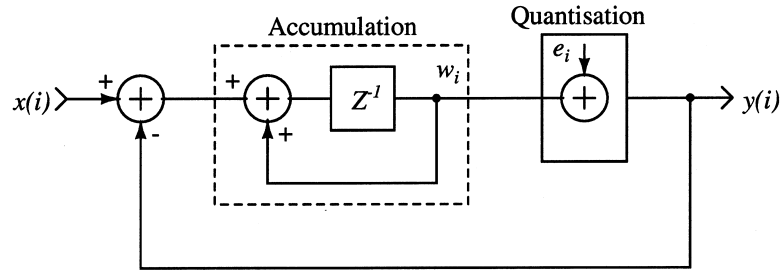 Quantisation
Accumulation
e_i
w_i
+
+
x(i)
+
+
Z^-1
+
y(i)
-
+